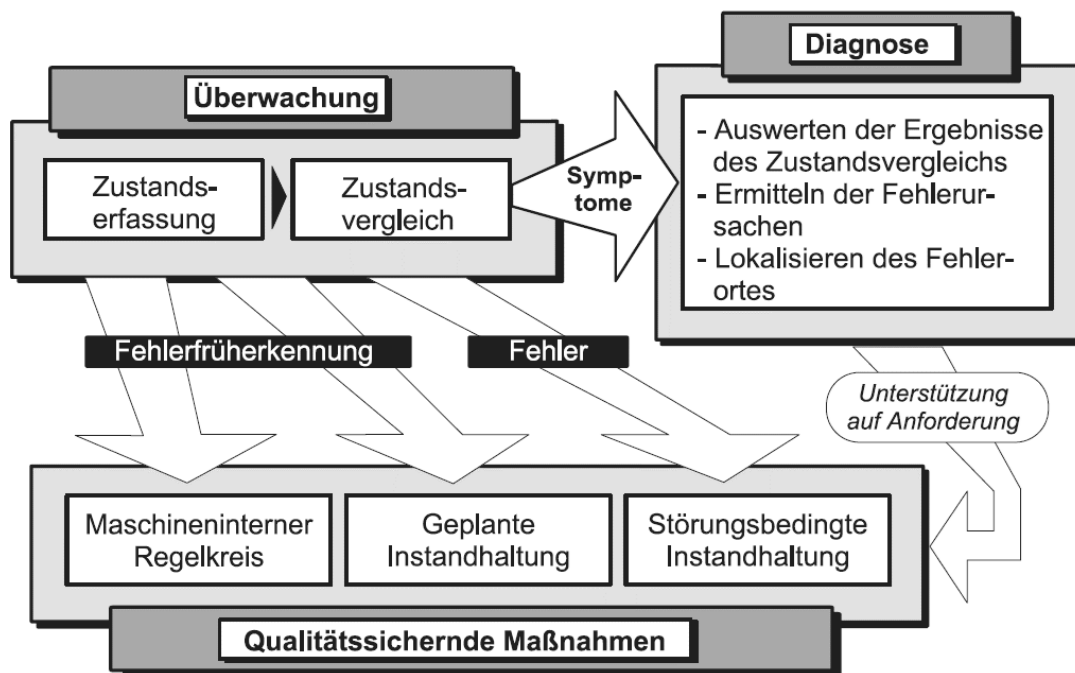 Überwachung
Zustands-
erfassung
Zustands-
vergleich
Symp-
tome
Diagnose
- Auswerten der Ergebnisse
des Zustandsvergleichs
- Ermitteln der Fehlerur-
sachen
- Lokalisieren des Fehler-
ortes
Fehlerfrüherkennung
Fehler
Unterstützung
auf Anforderung
Maschineninterner
Regelkreis
Geplante
Instandhaltung
Störungsbedingte
Instandhaltung
Qualitätssichernde Maßnahmen